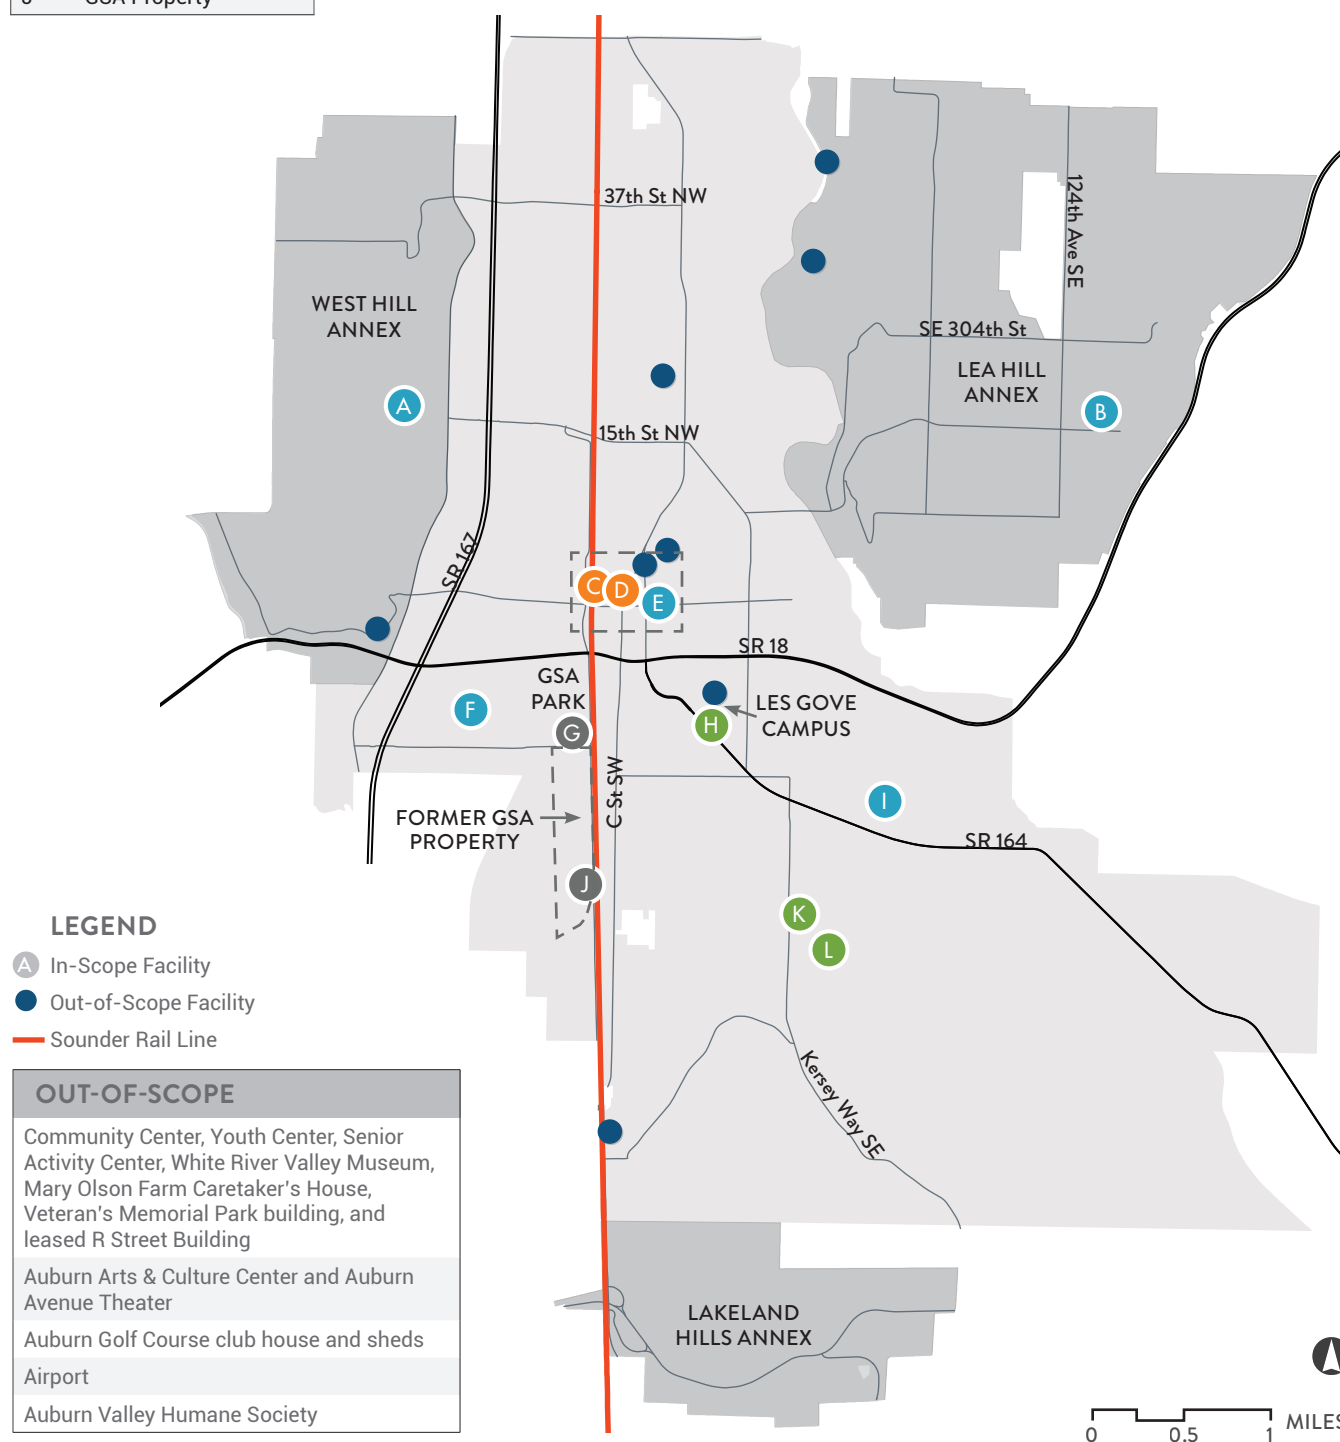 GSA Property
37th St NW
124th Ave SE
WEST HILL
ANNEX
SE 304th St
LEA HILL
ANNEX
A
B
15th St NW
SR 167
C
D
E
SR 18
GSA
PARK
F
G
H
LES GOVE
CAMPUS
C St SW
I
FORMER GSA
PROPERTY
SR 164
J
K
L
Kersey Way SE
LAKELAND
HILLS ANNEX
LEGEND
A In-Scope Facility
Out-of-Scope Facility
Sounder Rail Line
OUT-OF-SCOPE
Community Center, Youth Center, Senior
Activity Center, White River Valley Museum,
Mary Olson Farm Caretaker's House,
Veteran's Memorial Park building, and
leased R Street Building
Auburn Arts & Culture Center and Auburn
Avenue Theater
Auburn Golf Course club house and sheds
Airport
Auburn Valley Humane Society
0 0.5 1 MILES